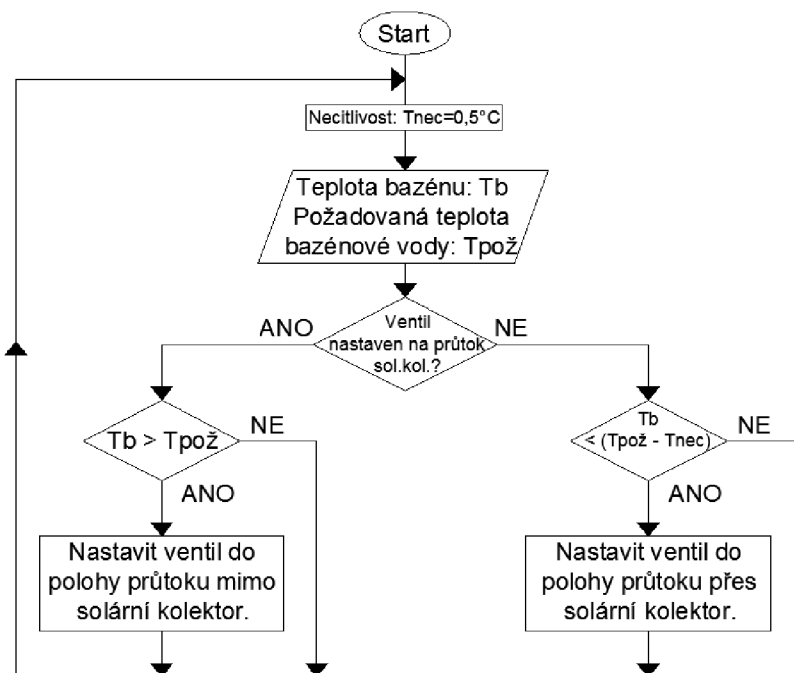 Start
Necitlivost: Tnec=0,5°C
Teplota bazénu: Tb
Požadovaná teplota
bazénové vody: Tpož
ANO
Ventil
nastaven na průtok
sol.kol.?
NE
Tb > Tpož
NE
Tb
< (Tpož - Tnec)
NE
ANO
ANO
Nastavit ventil do
polohy průtoku mimo
solární kolektor.
Nastavit ventil do
polohy průtoku přes
solární kolektor.